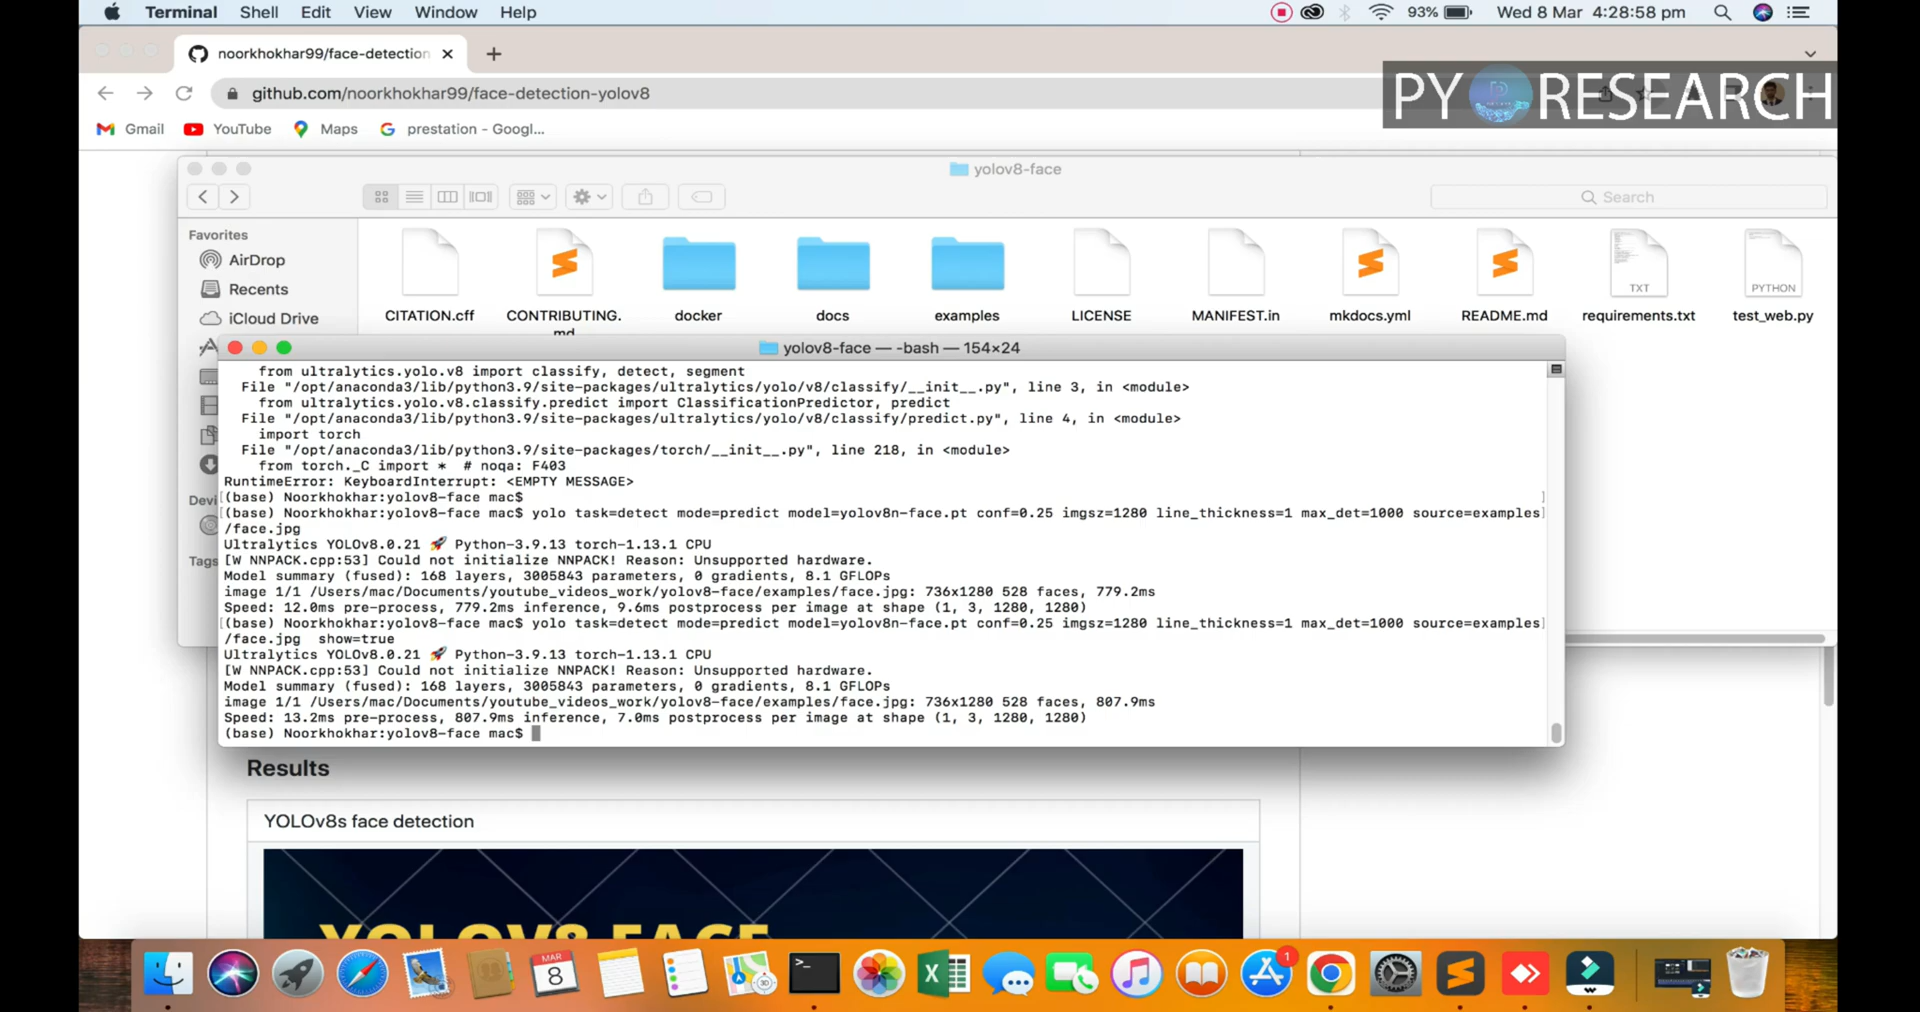 Terminal Shell Edit View Window Help 93% Wed 8 Mar 4:28:58 pm
noorkhokhar99/face-detection
github.com/noorkhokhar99/face-detection-yolov8
PY RESEARCH
Gmail YouTube Maps prestation - Googl...
yolov8-face
Search
Favorites
AirDrop
Recents
iCloud Drive
Devi
Tags
CITATION.cff CONTRIBUTING. docker docs examples LICENSE MANIFEST.in mkdocs.yml README.md requirements.txt test_web.py
md
TXT
PYTHON
yolov8-face — -bash — 154×24
from ultralytics.yolo.v8 import classify, detect, segment
File "/opt/anaconda3/lib/python3.9/site-packages/ultralytics/yolo/v8/classify/__init__.py", line 3, in <module>
from ultralytics.yolo.v8.classify.predict import ClassificationPredictor, predict
File "/opt/anaconda3/lib/python3.9/site-packages/ultralytics/yolo/v8/classify/predict.py", line 4, in <module>
import torch
File "/opt/anaconda3/lib/python3.9/site-packages/torch/__init__.py", line 218, in <module>
from torch._C import * # noqa: F403
RuntimeError: KeyboardInterrupt: <EMPTY MESSAGE>
[(base) Noorkhokhar:yolov8-face mac$ ]
[(base) Noorkhokhar:yolov8-face mac$ yolo task=detect mode=predict model=yolov8n-face.pt conf=0.25 imgsz=1280 line_thickness=1 max_det=1000 source=examples]
/face.jpg
Ultralytics YOLOv8.0.21 🚀 Python-3.9.13 torch-1.13.1 CPU
[W NNPACK.cpp:53] Could not initialize NNPACK! Reason: Unsupported hardware.
Model summary (fused): 168 layers, 3005843 parameters, 0 gradients, 8.1 GFLOPs
image 1/1 /Users/mac/Documents/youtube_videos_work/yolov8-face/examples/face.jpg: 736x1280 528 faces, 779.2ms
Speed: 12.0ms pre-process, 779.2ms inference, 9.6ms postprocess per image at shape (1, 3, 1280, 1280)
[(base) Noorkhokhar:yolov8-face mac$ yolo task=detect mode=predict model=yolov8n-face.pt conf=0.25 imgsz=1280 line_thickness=1 max_det=1000 source=examples]
/face.jpg show=true
Ultralytics YOLOv8.0.21 🚀 Python-3.9.13 torch-1.13.1 CPU
[W NNPACK.cpp:53] Could not initialize NNPACK! Reason: Unsupported hardware.
Model summary (fused): 168 layers, 3005843 parameters, 0 gradients, 8.1 GFLOPs
image 1/1 /Users/mac/Documents/youtube_videos_work/yolov8-face/examples/face.jpg: 736x1280 528 faces, 807.9ms
Speed: 13.2ms pre-process, 807.9ms inference, 7.0ms postprocess per image at shape (1, 3, 1280, 1280)
(base) Noorkhokhar:yolov8-face mac$
Results
YOLOv8s face detection
YOLOV8 FACE
MAR
8
1